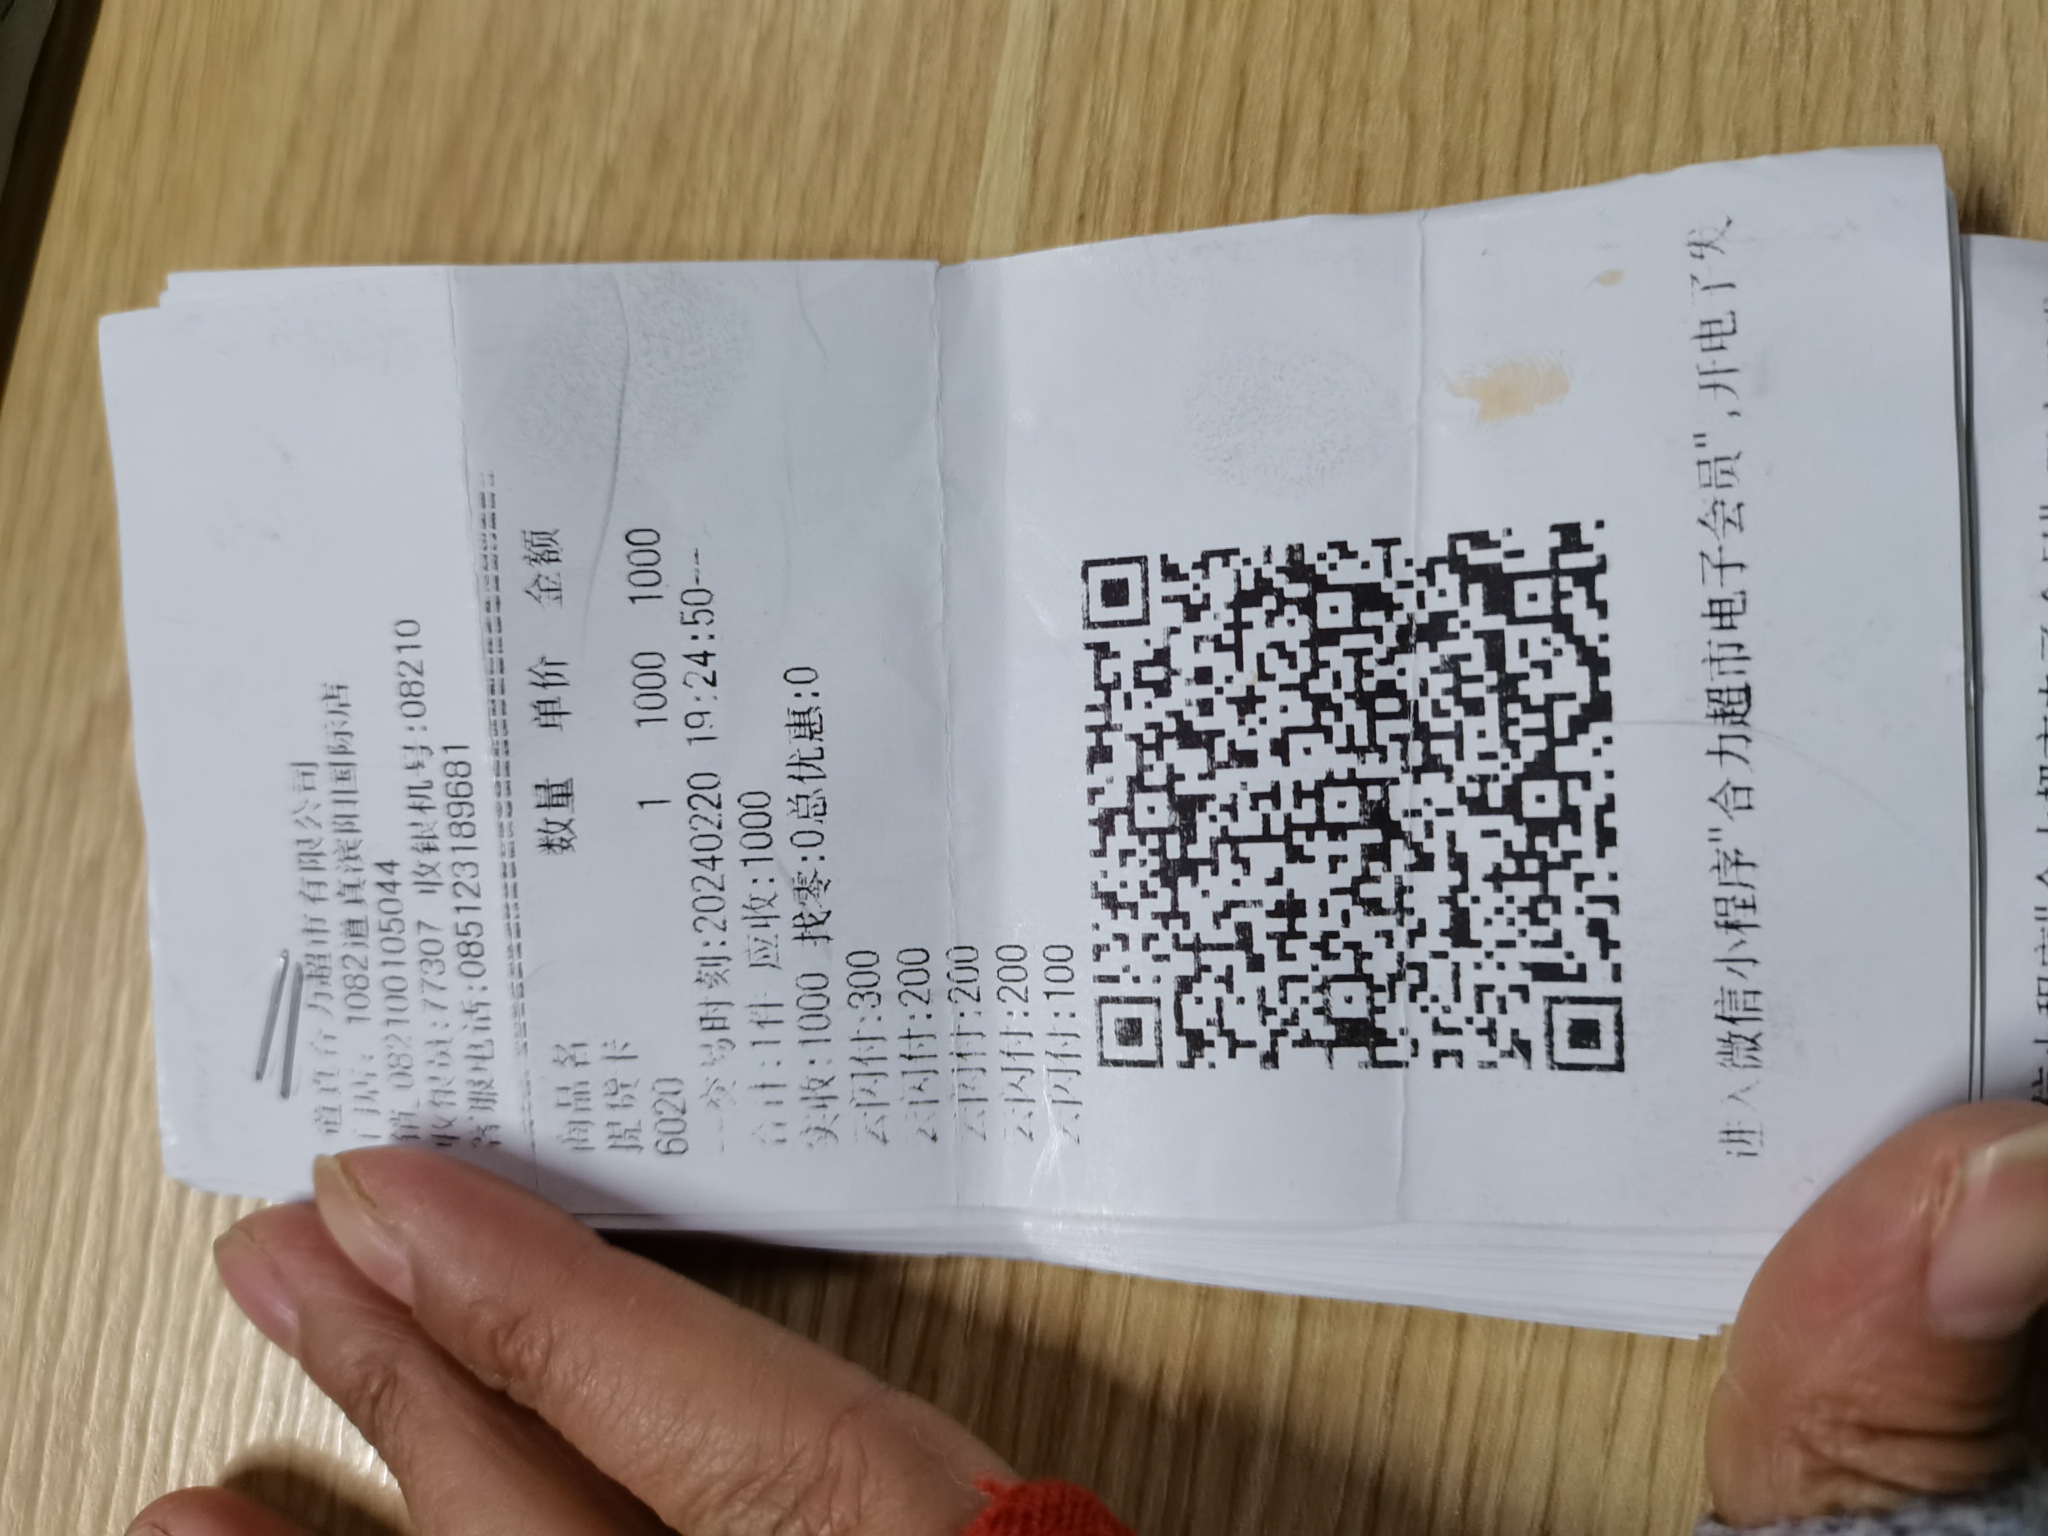 道真合力超市有限公司
门店: 1082道真滨阳国际店
销 0821001050​44
收银员:77307 收银机号:08210
客服电话:085123189681
商品名 数量 单价 金额
提货卡
6020 1 1000 1000
--交易时刻:20240220 19:24:50--
合计:1件 应收:1000
实收:1000 找零:0总优惠:0
云闪付:300
云闪付:200
云闪付:200
云闪付:200
云闪付:100
进入微信小程序"合力超市电子会员",开电子发